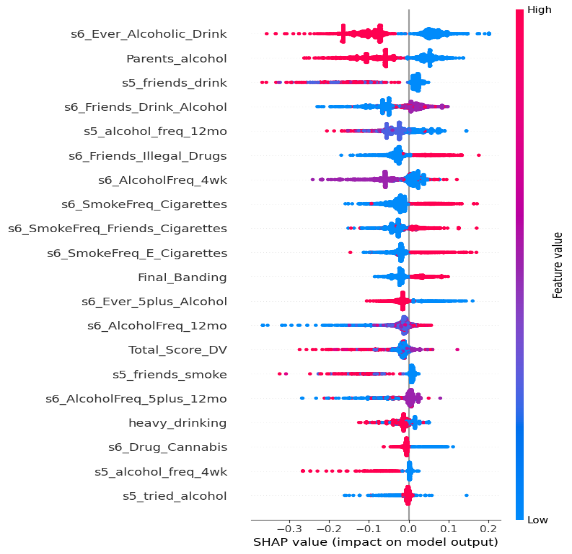 High
s6_Ever_Alcoholic_Drink
Parents_alcohol
s5_friends_drink
s6_Friends_Drink_Alcohol
s5_alcohol_freq_12mo
s6_Friends_Illegal_Drugs
s6_AlcoholFreq_4wk
s6_SmokeFreq_Cigarettes
s6_SmokeFreq_Friends_Cigarettes
s6_SmokeFreq_E_Cigarettes
Final_Banding
s6_Ever_5plus_Alcohol
s6_AlcoholFreq_12mo
Total_Score_DV
s5_friends_smoke
s6_AlcoholFreq_5plus_12mo
heavy_drinking
s6_Drug_Cannabis
s5_alcohol_freq_4wk
s5_tried_alcohol
Feature value
Low
−0.3 −0.2 −0.1 0.0 0.1 0.2
SHAP value (impact on model output)